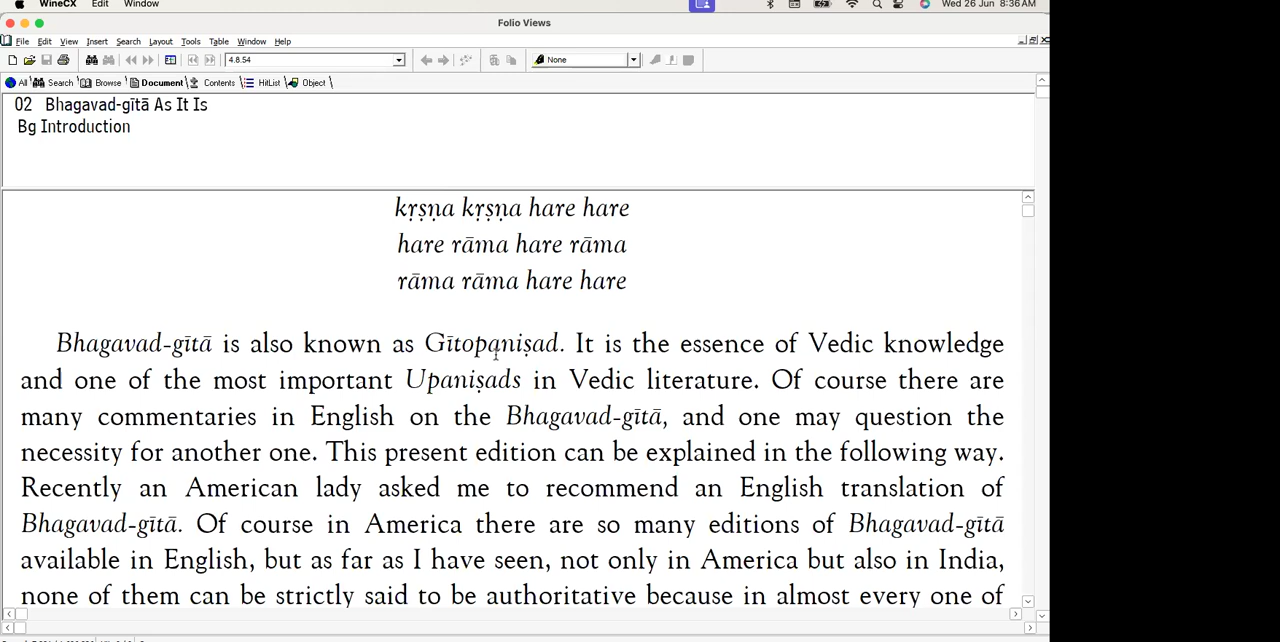 WineCX Edit Window Wed 26 Jun 8:36 AM
Folio Views
File Edit View Insert Search Layout Tools Table Window Help
4.8.54 None
All Search Browse Document Contents HitList Object
02 Bhagavad-gītā As It Is
Bg Introduction
kṛṣṇa kṛṣṇa hare hare
hare rāma hare rāma
rāma rāma hare hare
Bhagavad-gītā is also known as Gītopaniṣad. It is the essence of Vedic knowledge
and one of the most important Upaniṣads in Vedic literature. Of course there are
many commentaries in English on the Bhagavad-gītā, and one may question the
necessity for another one. This present edition can be explained in the following way.
Recently an American lady asked me to recommend an English translation of
Bhagavad-gītā. Of course in America there are so many editions of Bhagavad-gītā
available in English, but as far as I have seen, not only in America but also in India,
none of them can be strictly said to be authoritative because in almost every one of